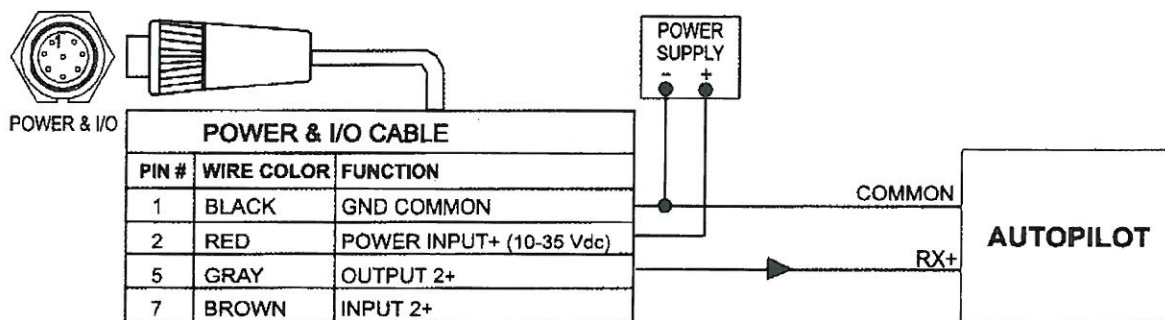 POWER & I/O
POWER
SUPPLY
- +
POWER & I/O CABLE
PIN # WIRE COLOR FUNCTION
1 BLACK GND COMMON
2 RED POWER INPUT+ (10-35 Vdc)
5 GRAY OUTPUT 2+
7 BROWN INPUT 2+
COMMON
RX+
AUTOPILOT
1